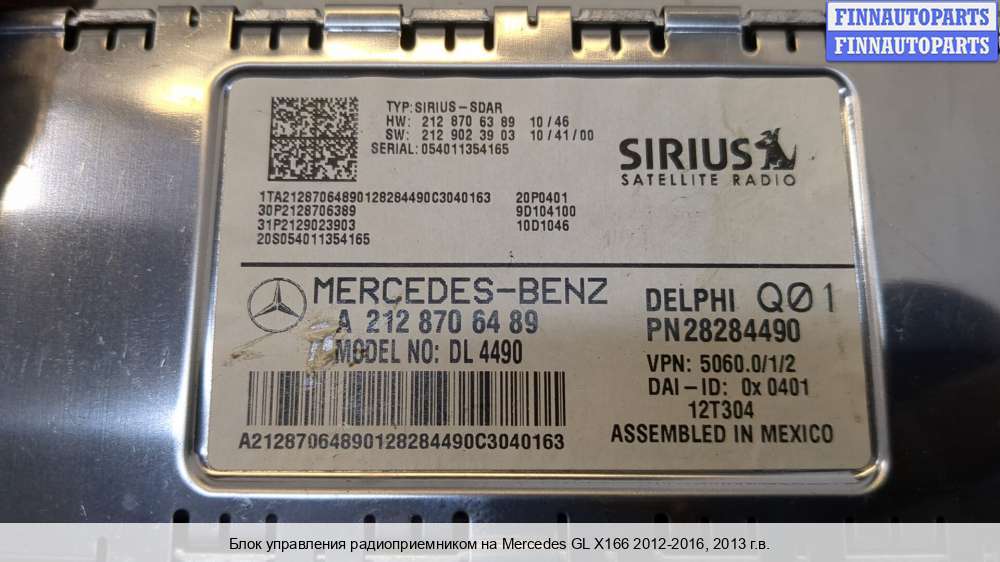 FINNAUTOPARTS
FINNAUTOPARTS
TYP: SIRIUS-SDAR
HW: 212 870 63 89 10/46
SW: 212 902 39 03 10/41/00
SERIAL: 054011354165
SIRIUS
SATELLITE RADIO
1TA21287064890128284490C3040163 20P0401
30P2128706389 9D104100
31P2129023903 10D1046
20S054011354165
MERCEDES-BENZ
A 212 870 64 89
MODEL NO: DL 4490
A21287064890128284490C3040163
DELPHI Q01
PN28284490
VPN: 5060.0/1/2
DAI-ID: 0x 0401
12T304
ASSEMBLED IN MEXICO
Блок управления радиоприемником на Mercedes GL X166 2012-2016, 2013 г.в.